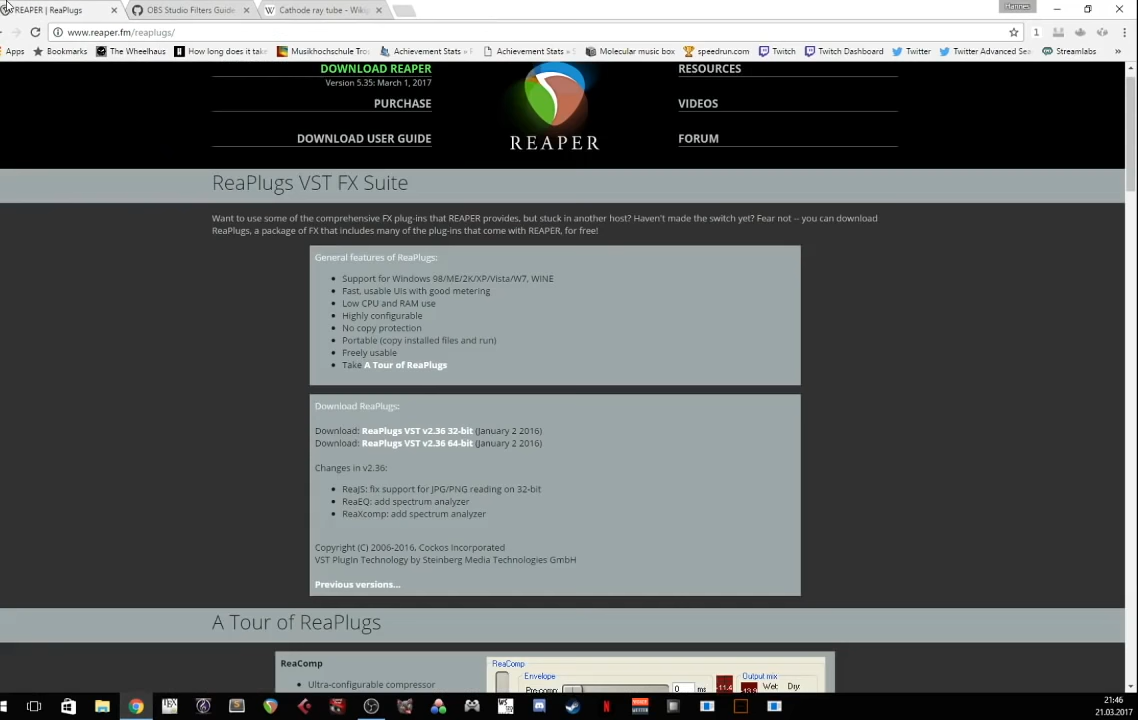 REAPER | ReaPlugs
OBS Studio Filters Guide
Cathode ray tube - Wiki
Hannes
www.reaper.fm/reaplugs/
1
Apps
Bookmarks
The Wheelhaus
How long does it take
Musikhochschule Tro
Achievement Stats »
Achievement Stats »
Molecular music box
speedrun.com
Twitch
Twitch Dashboard
Twitter
Twitter Advanced Sea
Streamlabs
»
DOWNLOAD REAPER
Version 5.35: March 1, 2017
PURCHASE
DOWNLOAD USER GUIDE
REAPER
RESOURCES
VIDEOS
FORUM
ReaPlugs VST FX Suite
Want to use some of the comprehensive FX plug-ins that REAPER provides, but stuck in another host? Haven't made the switch yet? Fear not -- you can download
ReaPlugs, a package of FX that includes many of the plug-ins that come with REAPER, for free!
General features of ReaPlugs:
Support for Windows 98/ME/2K/XP/Vista/W7, WINE
Fast, usable UIs with good metering
Low CPU and RAM use
Highly configurable
No copy protection
Portable (copy installed files and run)
Freely usable
Take A Tour of ReaPlugs
Download ReaPlugs:
Download: ReaPlugs VST v2.36 32-bit (January 2 2016)
Download: ReaPlugs VST v2.36 64-bit (January 2 2016)
Changes in v2.36:
ReaJS: fix support for JPG/PNG reading on 32-bit
ReaEQ: add spectrum analyzer
ReaXcomp: add spectrum analyzer
Copyright (C) 2006-2016, Cockos Incorporated
VST PlugIn Technology by Steinberg Media Technologies GmbH
Previous versions...
A Tour of ReaPlugs
ReaComp
Ultra-configurable compressor
ReaComp
Envelope
Pre-comp:
0
ms
-11.4
-13.9
Output mix
Wet:
Dry:
21:46
21.03.2017